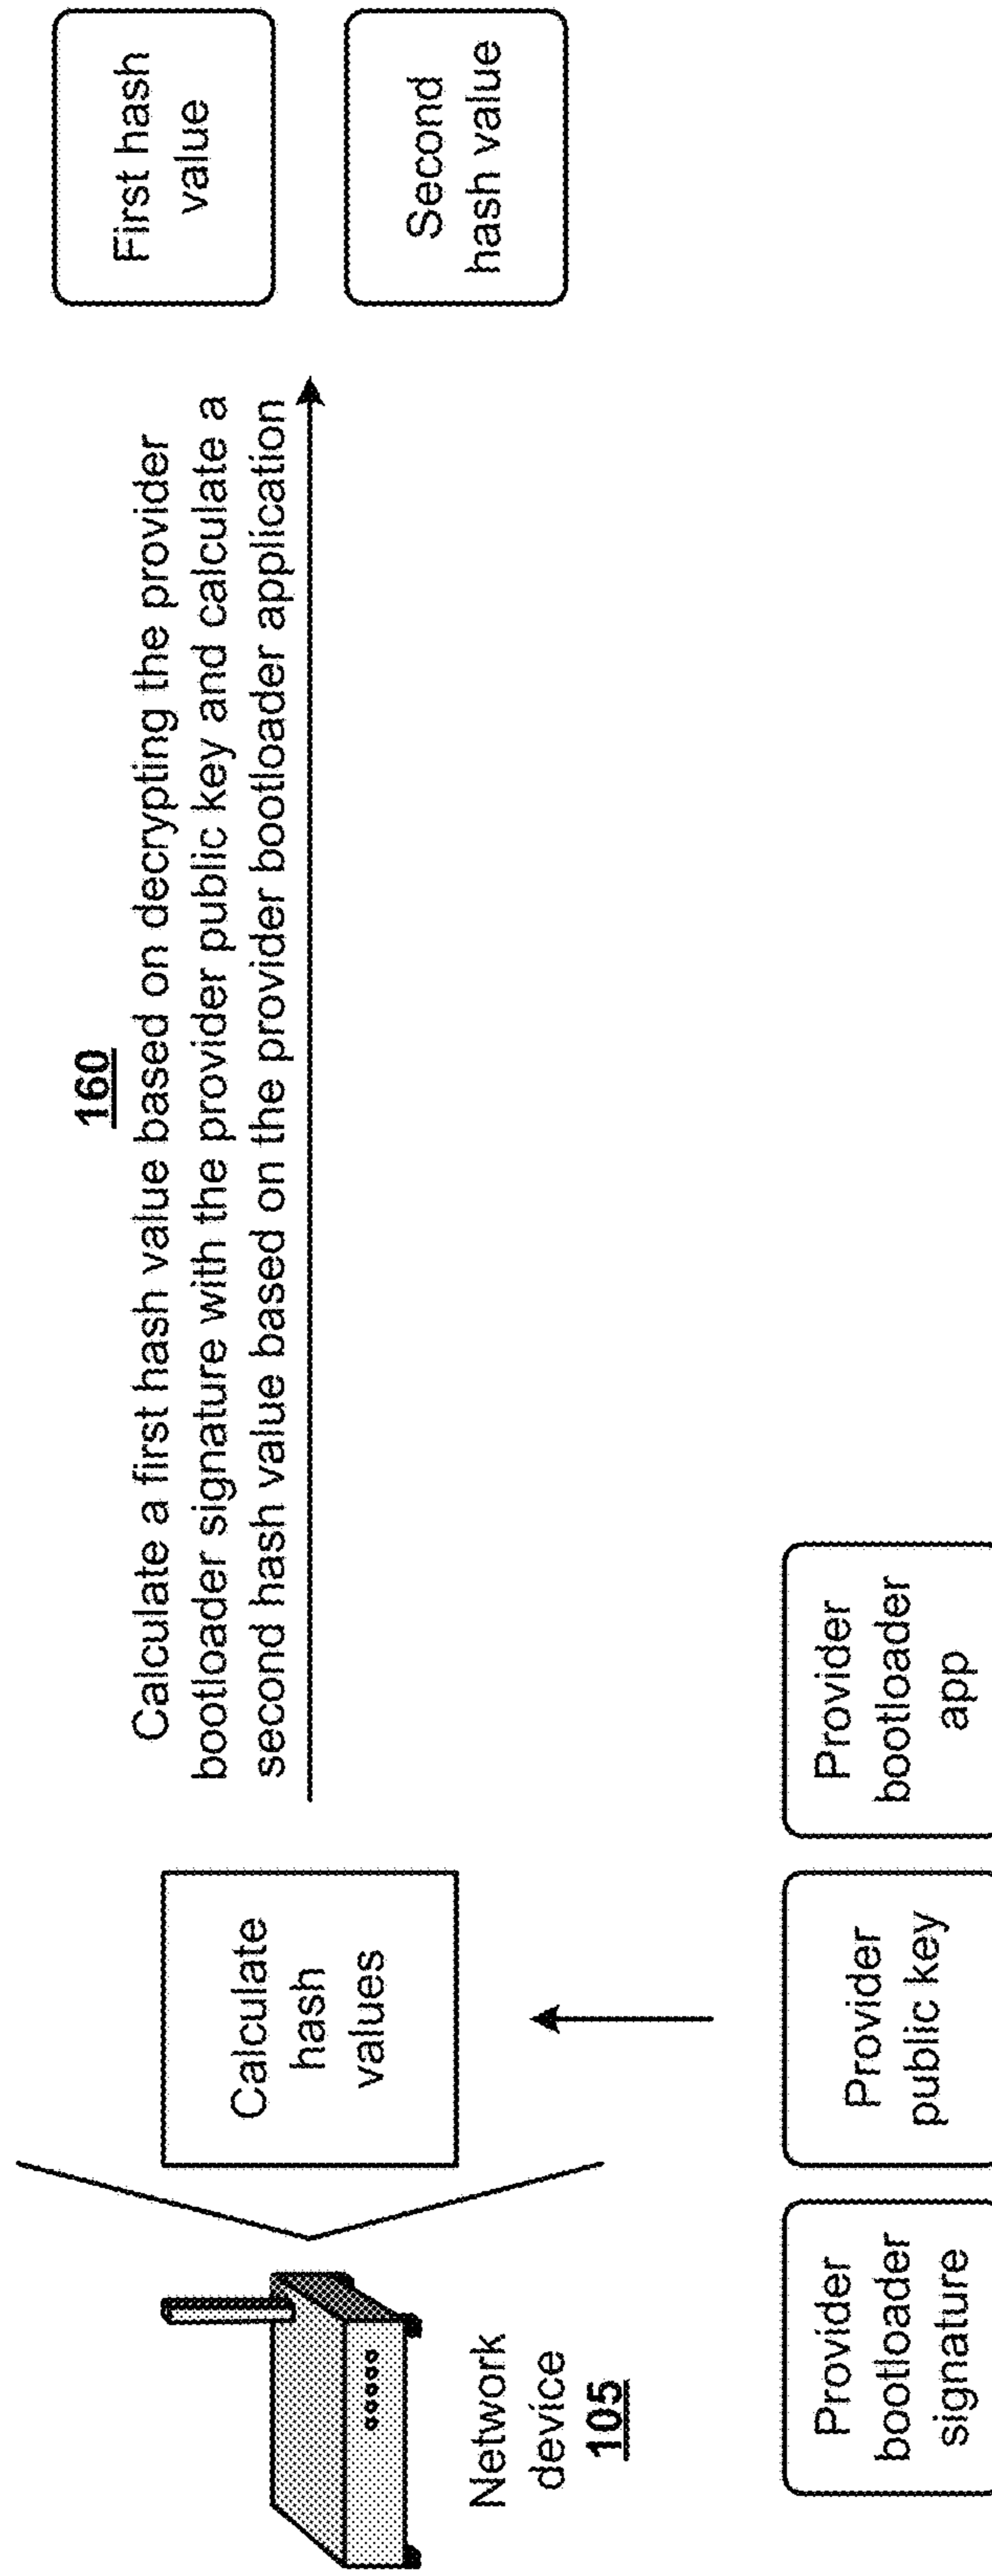 160
Calculate a first hash value based on decrypting the provider
bootloader signature with the provider public key and calculate a
second hash value based on the provider bootloader application
Network
device
105
Calculate
hash
values
First hash
value
Second
hash value
Provider
bootloader
signature
Provider
public key
Provider
bootloader
app